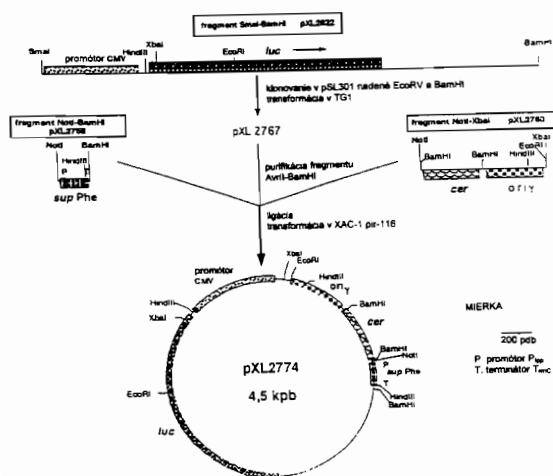 fragment SmaI-BamHI pXL2622
SmaI
promótor CMV
HindIII
XbaI
EcoRI
luc
BamHI
klonovanie v pSL301 nadené EcoRV a BamHI
transformácia v TG1
fragment NotI-BamHI
pXL2768
NotI
BamHI
HindIII
P
T
sup Phe
pXL 2767
purifikácia fragmentu
AvrII-BamHI
fragment NotI-XbaI pXL2780
NotI
BamHI
BamHI
HindIII
EcoRI
XbaI
cer
ori γ
ligácia
transformácia v XAC-1 pir-116
promótor
CMV
XbaI
EcoRI
HindIII
ori γ
BamHI
cer
BamHI
NotI
P
sup Phe
T
HindIII
BamHI
HindIII
XbaI
EcoRI
luc
pXL2774
4,5 kpb
MIERKA
200 pdb
P promótor
T. terminátor